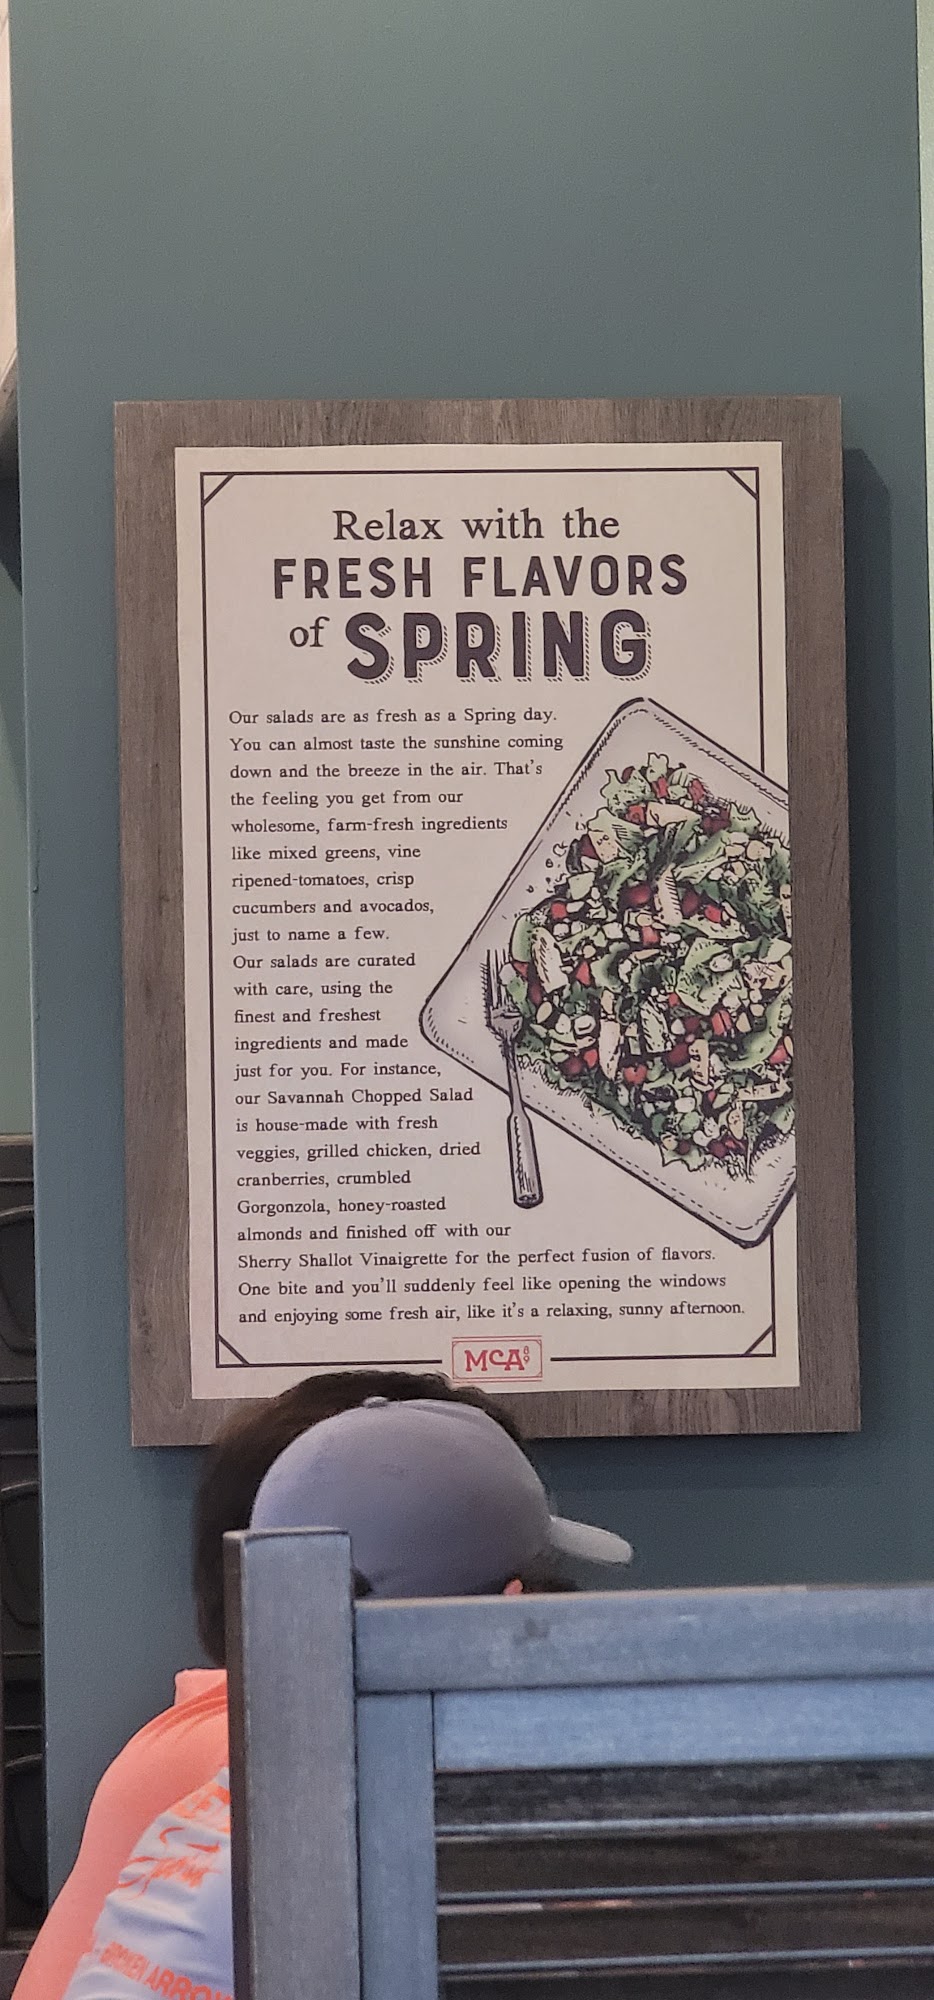 Relax with the
FRESH FLAVORS
of SPRING
Our salads are as fresh as a Spring day.
You can almost taste the sunshine coming
down and the breeze in the air. That's
the feeling you get from our
wholesome, farm-fresh ingredients
like mixed greens, vine
ripened-tomatoes, crisp
cucumbers and avocados,
just to name a few.
Our salads are curated
with care, using the
finest and freshest
ingredients and made
just for you. For instance,
our Savannah Chopped Salad
is house-made with fresh
veggies, grilled chicken, dried
cranberries, crumbled
Gorgonzola, honey-roasted
almonds and finished off with our
Sherry Shallot Vinaigrette for the perfect fusion of flavors.
One bite and you'll suddenly feel like opening the windows
and enjoying some fresh air, like it's a relaxing, sunny afternoon.
MCA 89
BROKEN ARROW